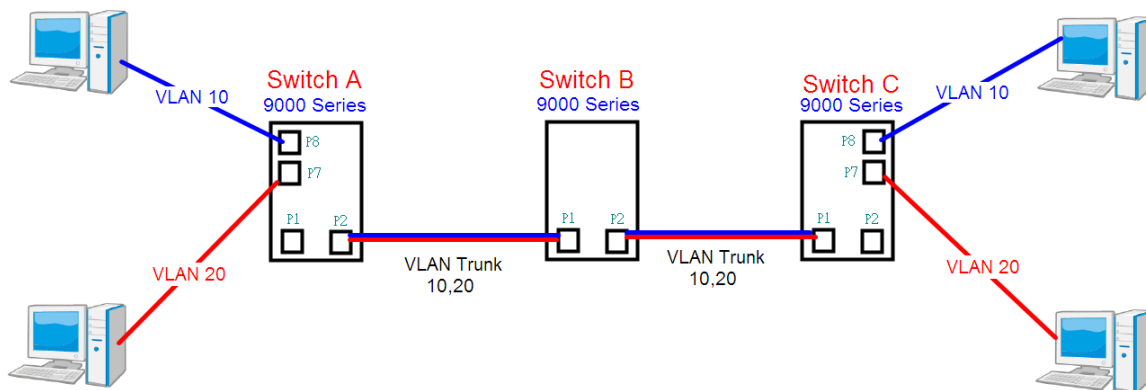 Switch A
9000 Series
P8
P7
P1
P2
Switch B
9000 Series
P1
P2
Switch C
9000 Series
P8
P7
P1
P2
VLAN 10
VLAN 20
VLAN Trunk
10,20
VLAN Trunk
10,20
VLAN 10
VLAN 20